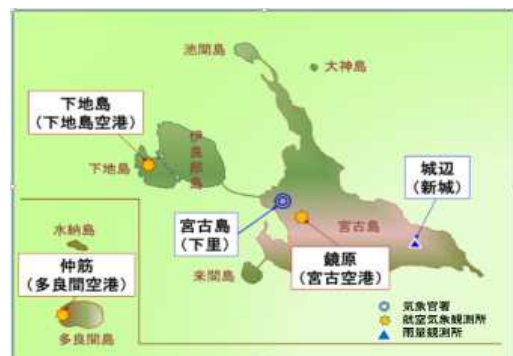 池間島
大神島
下地島
(下地島空港)
伊良部島
下地島
城辺
(新城)
宮古島
(下里)
宮古島
鏡原
(宮古空港)
来間島
水納島
仲筋
(多良間空港)
多良間島
気象官署
航空気象観測所
雨量観測所